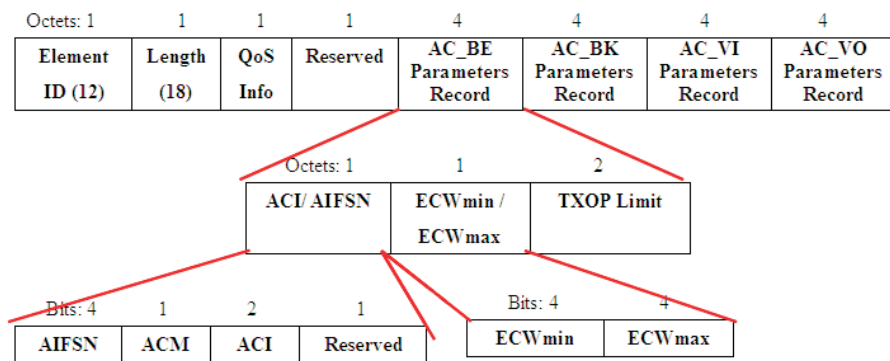 Octets: 1 1 1 1 4 4 4 4
Element ID (12) Length (18) QoS Info Reserved AC_BE Parameters Record AC_BK Parameters Record AC_VI Parameters Record AC_VO Parameters Record
Octets: 1 1 2
ACI/ AIFSN ECWmin / ECWmax TXOP Limit
Bits: 4 1 2 1
AIFSN ACM ACI Reserved
Bits: 4 4
ECWmin ECWmax